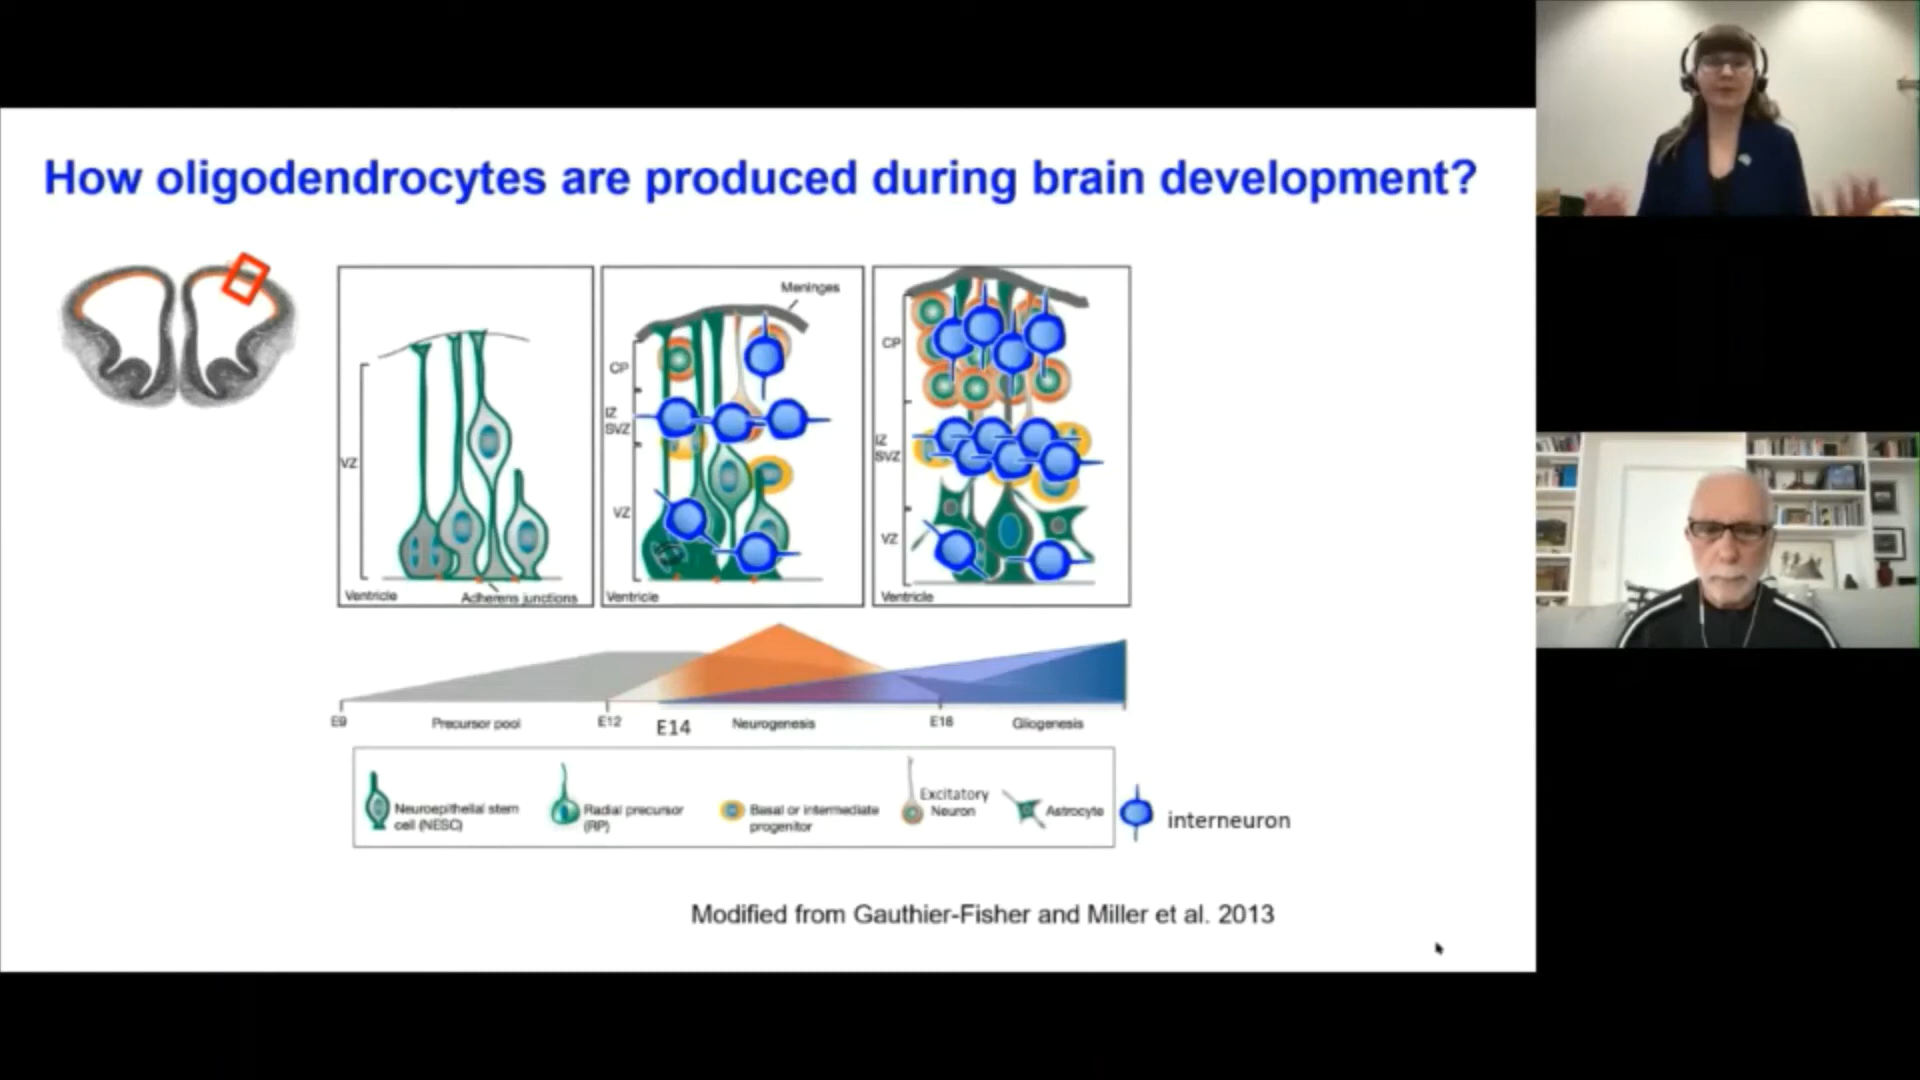 How oligodendrocytes are produced during brain development?
VZ
Ventricle
Adherens junctions
Meninges
CP
IZ
SVZ
VZ
Ventricle
CP
IZ
SVZ
VZ
Ventricle
E9
Precursor pool
E12
E14
Neurogenesis
E18
Gliogenesis
Neuroepithelial stem
cell (NESC)
Radial precursor
(RP)
Basal or intermediate
progenitor
Excitatory
Neuron
Astrocyte
interneuron
Modified from Gauthier-Fisher and Miller et al. 2013